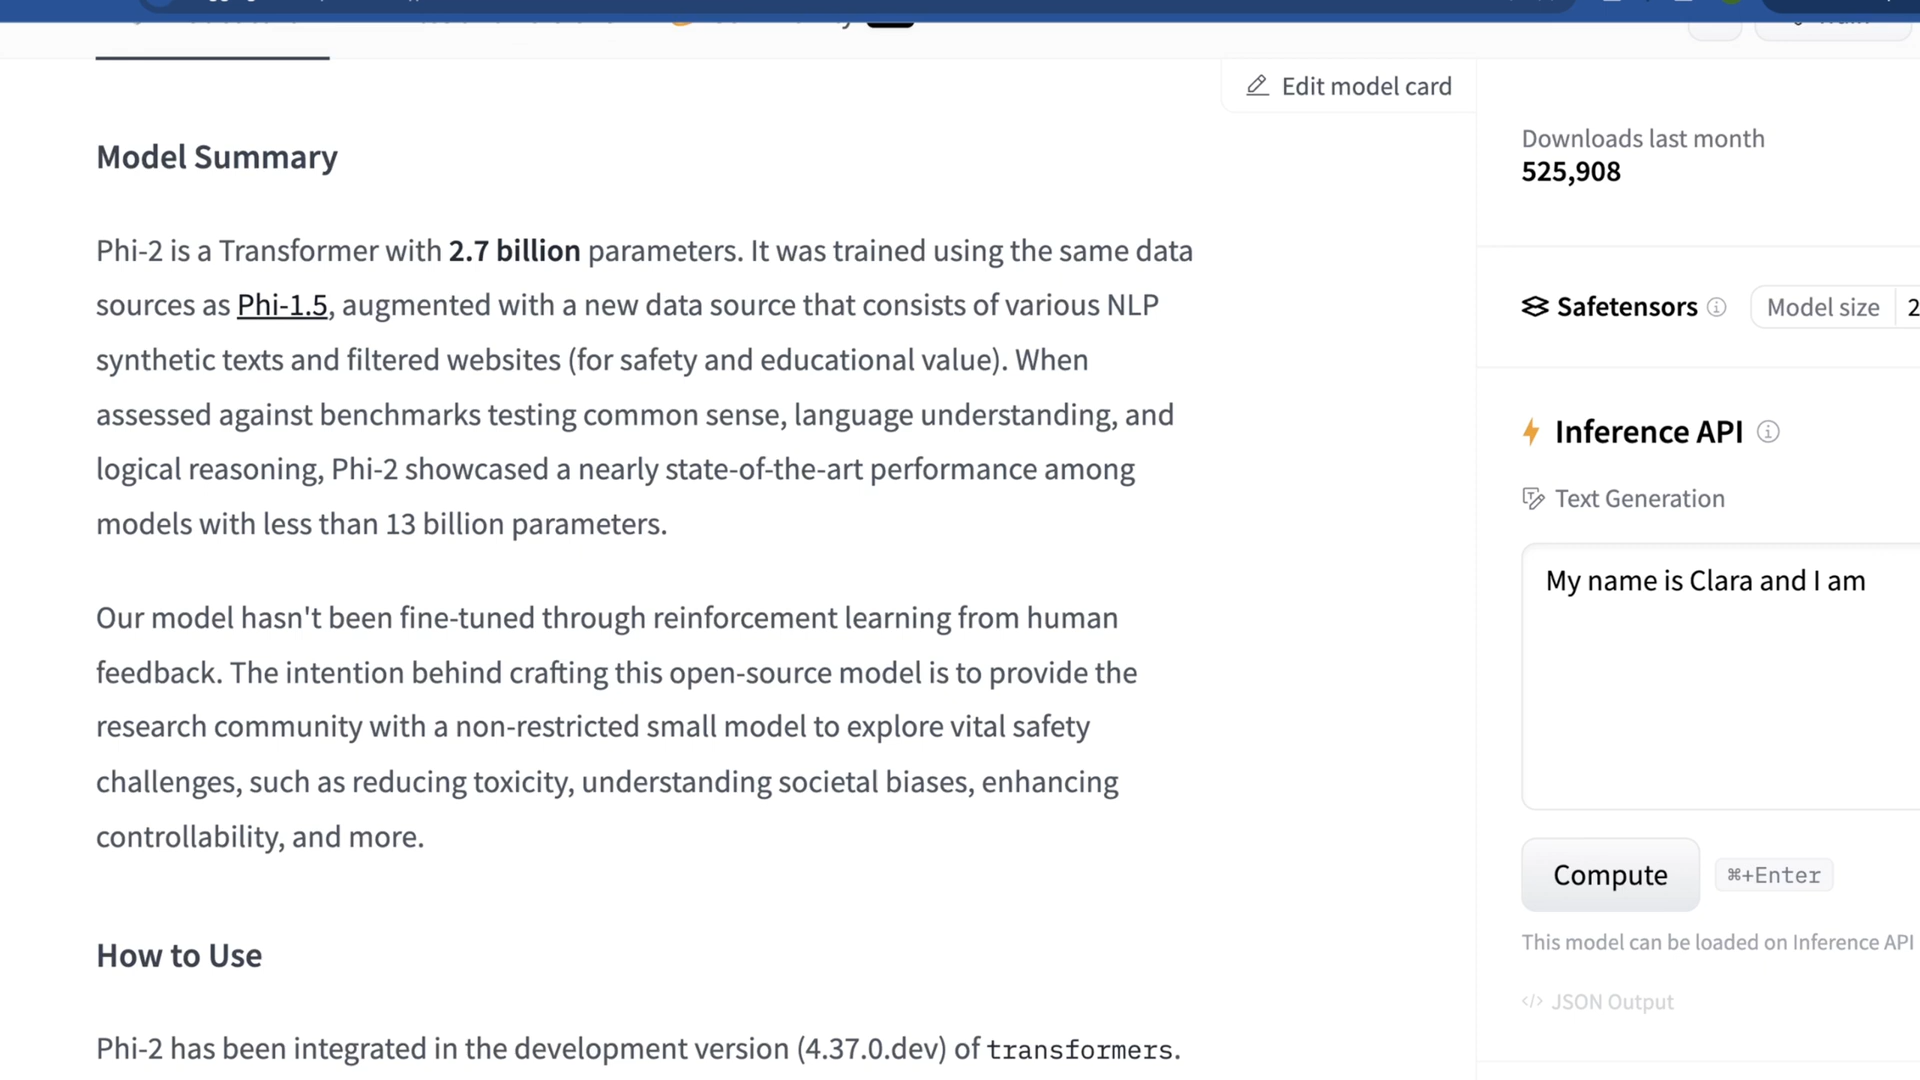 Edit model card
Model Summary
Phi-2 is a Transformer with 2.7 billion parameters. It was trained using the same data
sources as Phi-1.5, augmented with a new data source that consists of various NLP
synthetic texts and filtered websites (for safety and educational value). When
assessed against benchmarks testing common sense, language understanding, and
logical reasoning, Phi-2 showcased a nearly state-of-the-art performance among
models with less than 13 billion parameters.
Our model hasn't been fine-tuned through reinforcement learning from human
feedback. The intention behind crafting this open-source model is to provide the
research community with a non-restricted small model to explore vital safety
challenges, such as reducing toxicity, understanding societal biases, enhancing
controllability, and more.
How to Use
Phi-2 has been integrated in the development version (4.37.0.dev) of transformers.
Downloads last month
525,908
Safetensors Model size 2
Inference API
Text Generation
My name is Clara and I am
Compute ⌘+Enter
This model can be loaded on Inference API
</> JSON Output